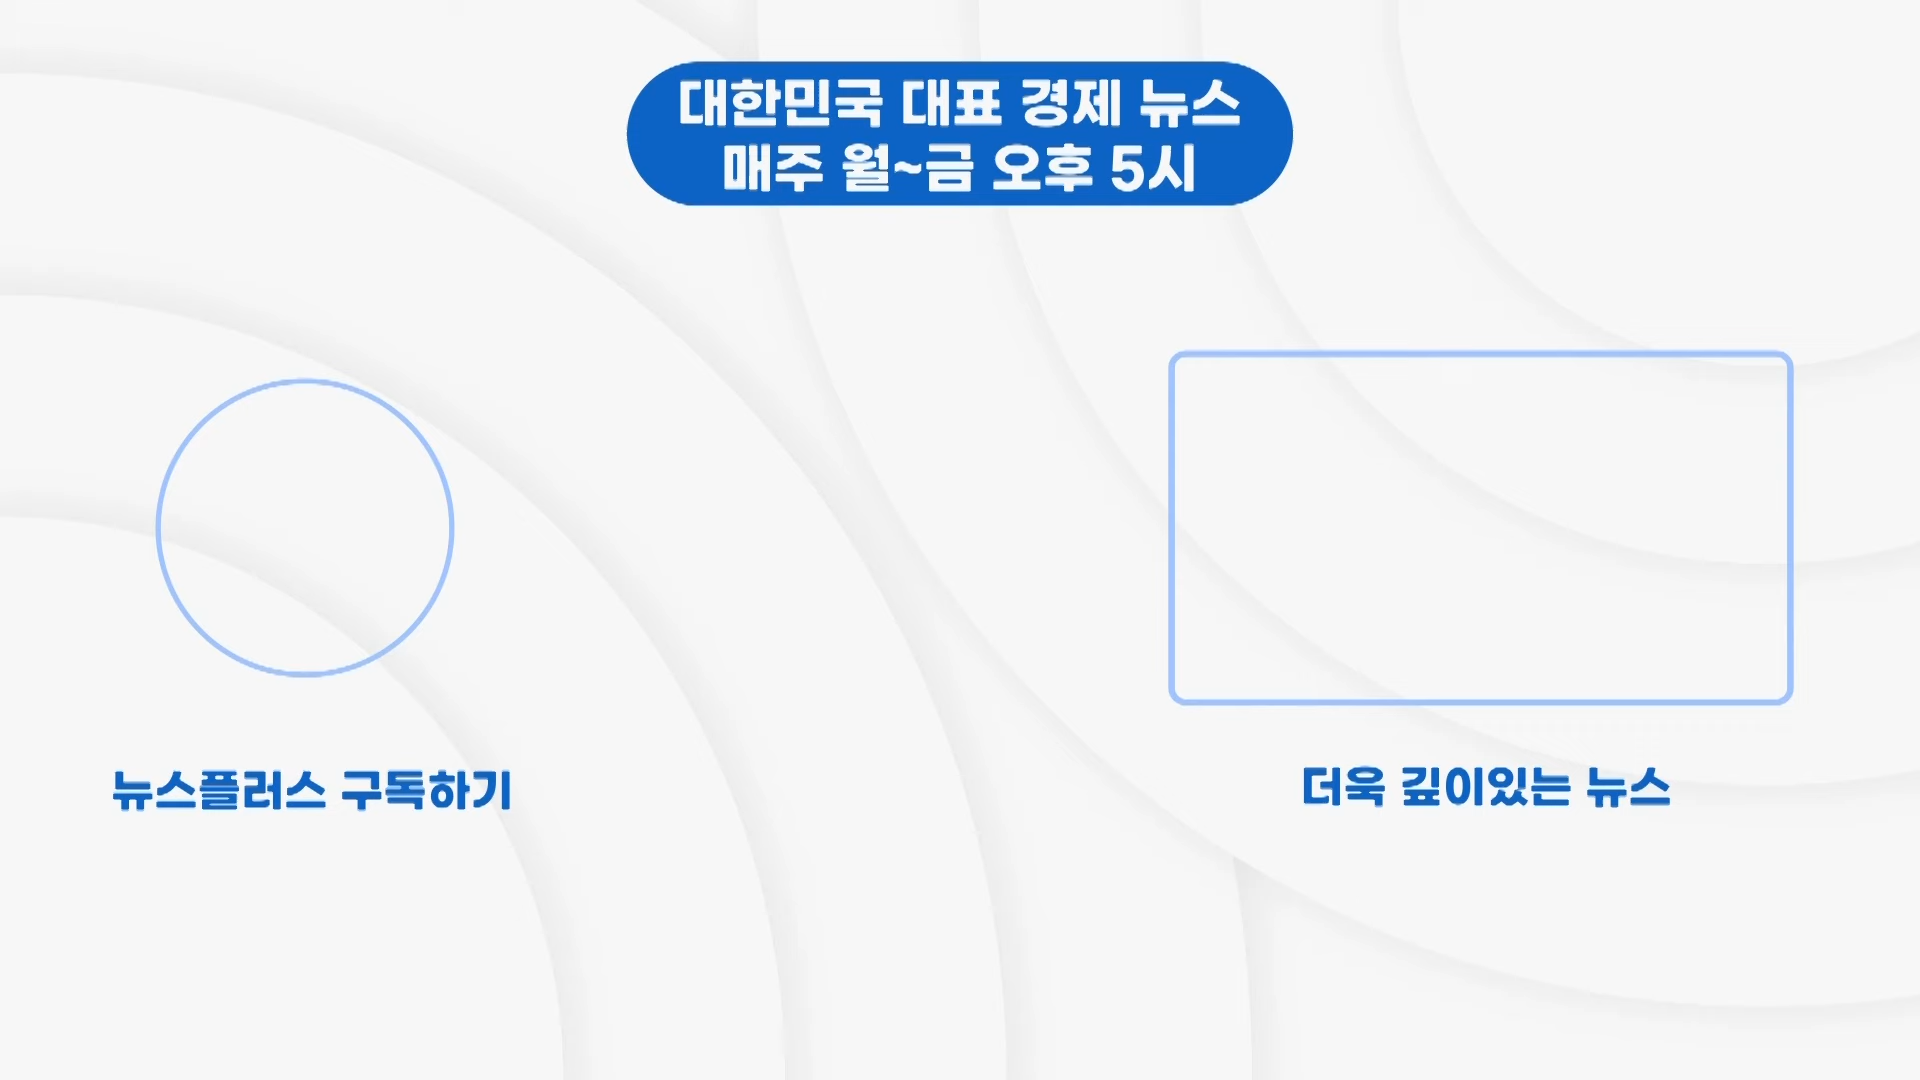 대한민국 대표 경제 뉴스
매주 월~금 오후 5시
뉴스플러스 구독하기
더욱 깊이있는 뉴스